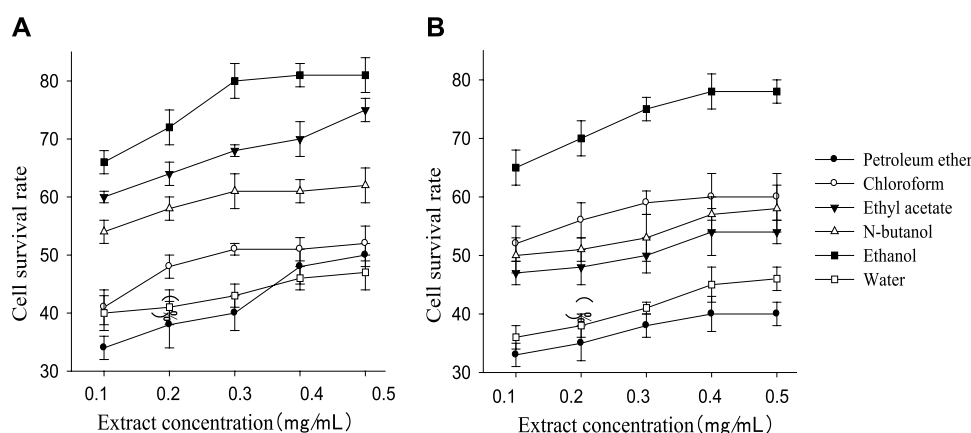 A
B
80
70
60
50
40
30
0.1
0.2
0.3
0.4
0.5
Cell survival rate
Extract concentration(mg/mL)
80
70
60
50
40
30
0.1
0.2
0.3
0.4
0.5
Cell survival rate
Extract concentration(mg/mL)
Petroleum ether
Chloroform
Ethyl acetate
N-butanol
Ethanol
Water